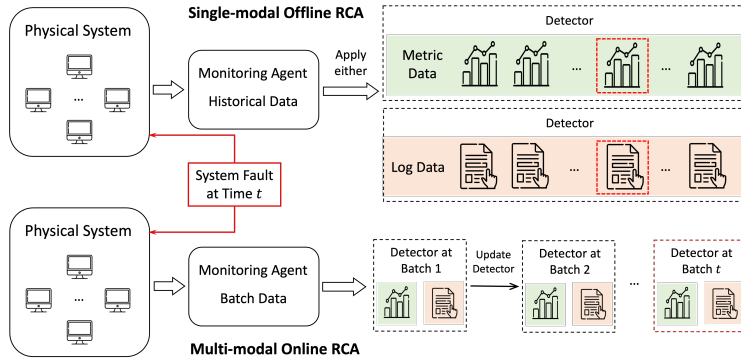 Single-modal Offline RCA
Physical System
...
Monitoring Agent
Historical Data
Apply
either
Detector
Metric
Data
...
...
Detector
Log Data
...
...
System Fault
at Time t
Physical System
...
Monitoring Agent
Batch Data
Detector at
Batch 1
Update
Detector
Detector at
Batch 2
...
Detector at
Batch t
Multi-modal Online RCA